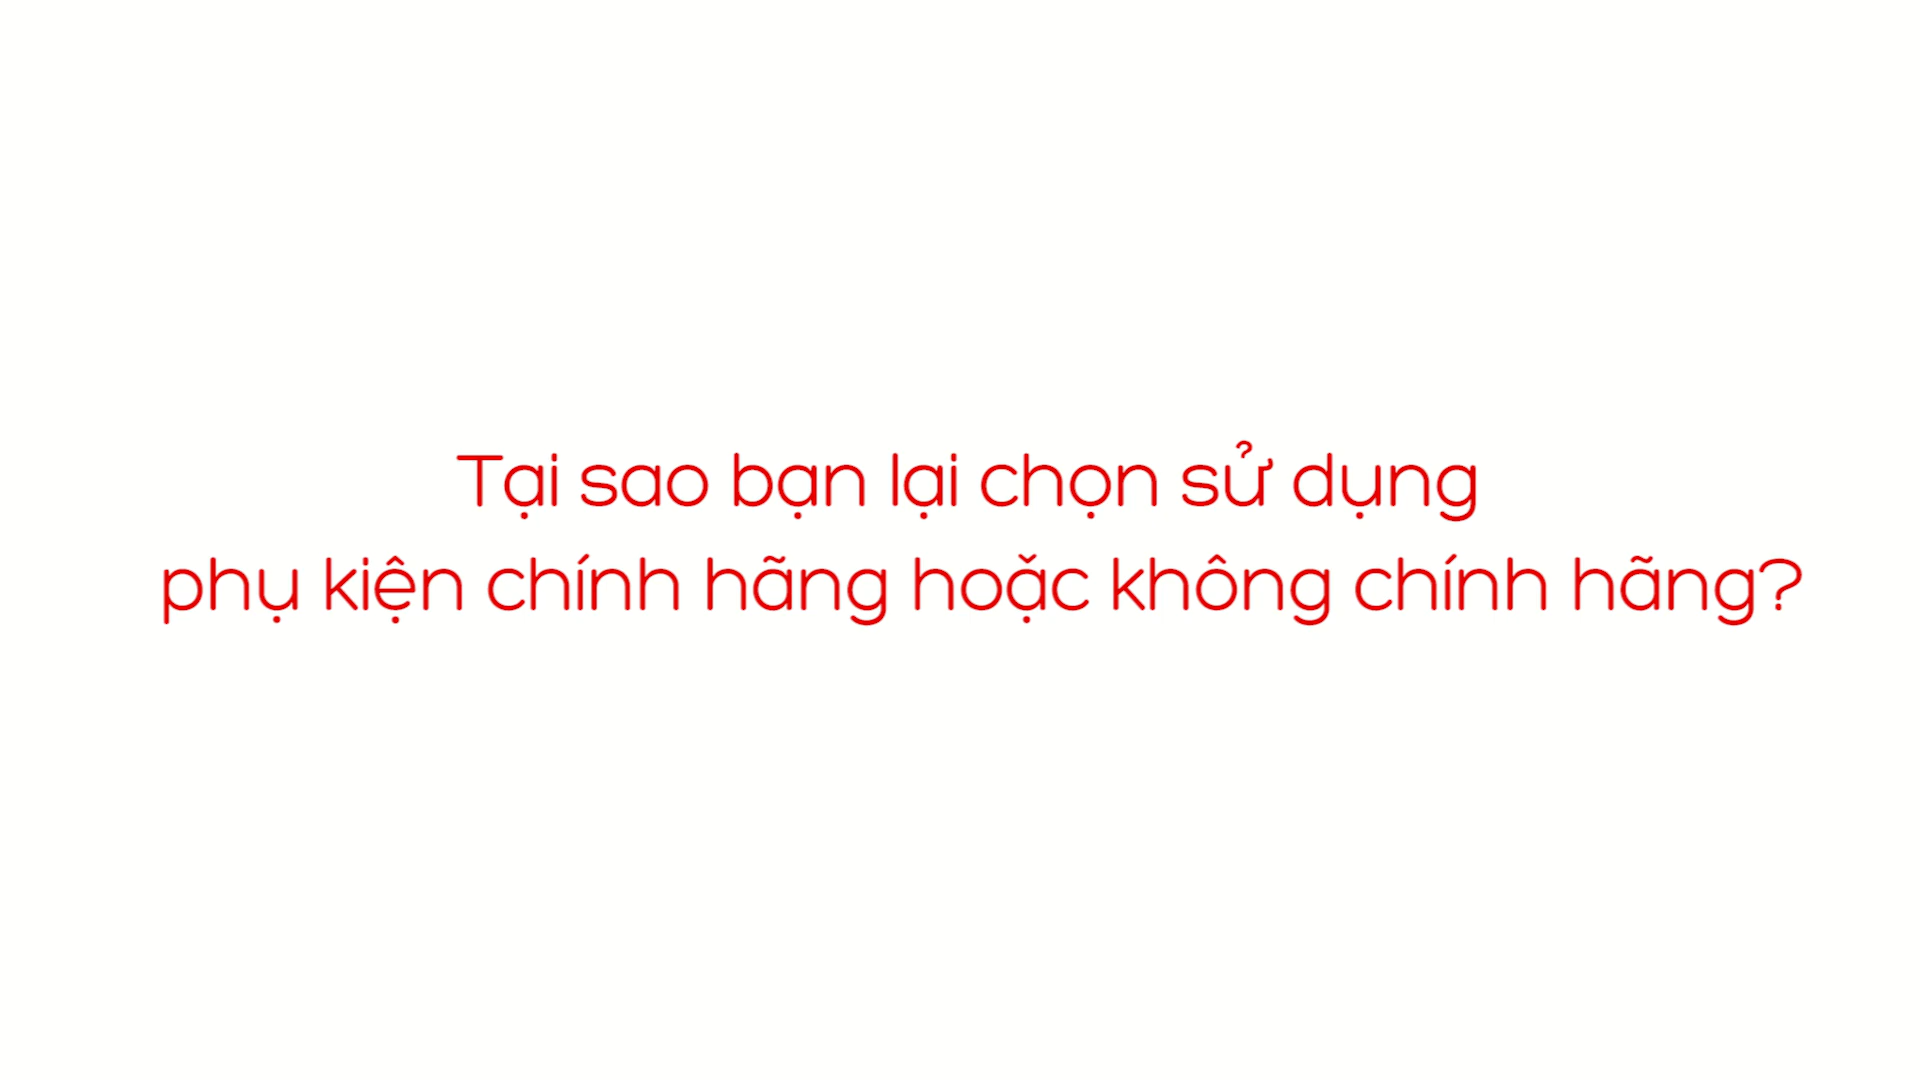 Tại sao bạn lại chọn sử dụng
phụ kiện chính hãng hoặc không chính hãng?